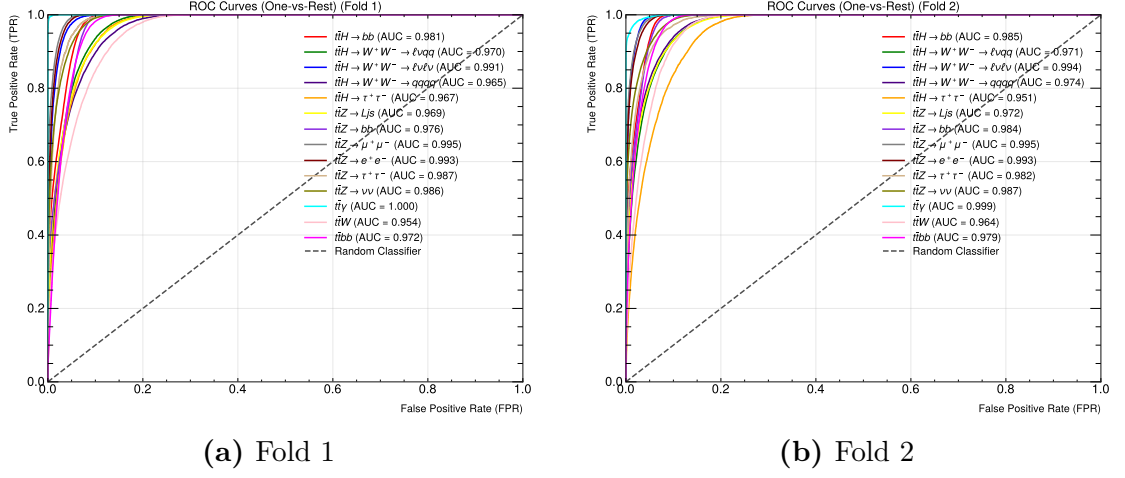 ROC Curves (One-vs-Rest) (Fold 1)
True Positive Rate (TPR)
1.0
0.8
0.6
0.4
0.2
0.0
0.0 0.2 0.4 0.6 0.8 1.0
False Positive Rate (FPR)
tt̄H → bb (AUC = 0.981)
tt̄H → W⁺W⁻ → ℓνqq (AUC = 0.970)
tt̄H → W⁺W⁻ → ℓνℓν (AUC = 0.991)
tt̄H → W⁺W⁻ → qqqq (AUC = 0.965)
tt̄H → τ⁺τ⁻ (AUC = 0.967)
tt̄Z → Ljs (AUC = 0.969)
tt̄Z → bb (AUC = 0.976)
tt̄Z → μ⁺μ⁻ (AUC = 0.995)
tt̄Z → e⁺e⁻ (AUC = 0.993)
tt̄Z → τ⁺τ⁻ (AUC = 0.987)
tt̄Z → νν (AUC = 0.986)
tt̄γ (AUC = 1.000)
tt̄W (AUC = 0.954)
tt̄bb (AUC = 0.972)
Random Classifier
(a) Fold 1
ROC Curves (One-vs-Rest) (Fold 2)
True Positive Rate (TPR)
1.0
0.8
0.6
0.4
0.2
0.0
0.0 0.2 0.4 0.6 0.8 1.0
False Positive Rate (FPR)
tt̄H → bb (AUC = 0.985)
tt̄H → W⁺W⁻ → ℓνqq (AUC = 0.971)
tt̄H → W⁺W⁻ → ℓνℓν (AUC = 0.994)
tt̄H → W⁺W⁻ → qqqq (AUC = 0.974)
tt̄H → τ⁺τ⁻ (AUC = 0.951)
tt̄Z → Ljs (AUC = 0.972)
tt̄Z → bb (AUC = 0.984)
tt̄Z → μ⁺μ⁻ (AUC = 0.995)
tt̄Z → e⁺e⁻ (AUC = 0.993)
tt̄Z → τ⁺τ⁻ (AUC = 0.982)
tt̄Z → νν (AUC = 0.987)
tt̄γ (AUC = 0.999)
tt̄W (AUC = 0.964)
tt̄bb (AUC = 0.979)
Random Classifier
(b) Fold 2